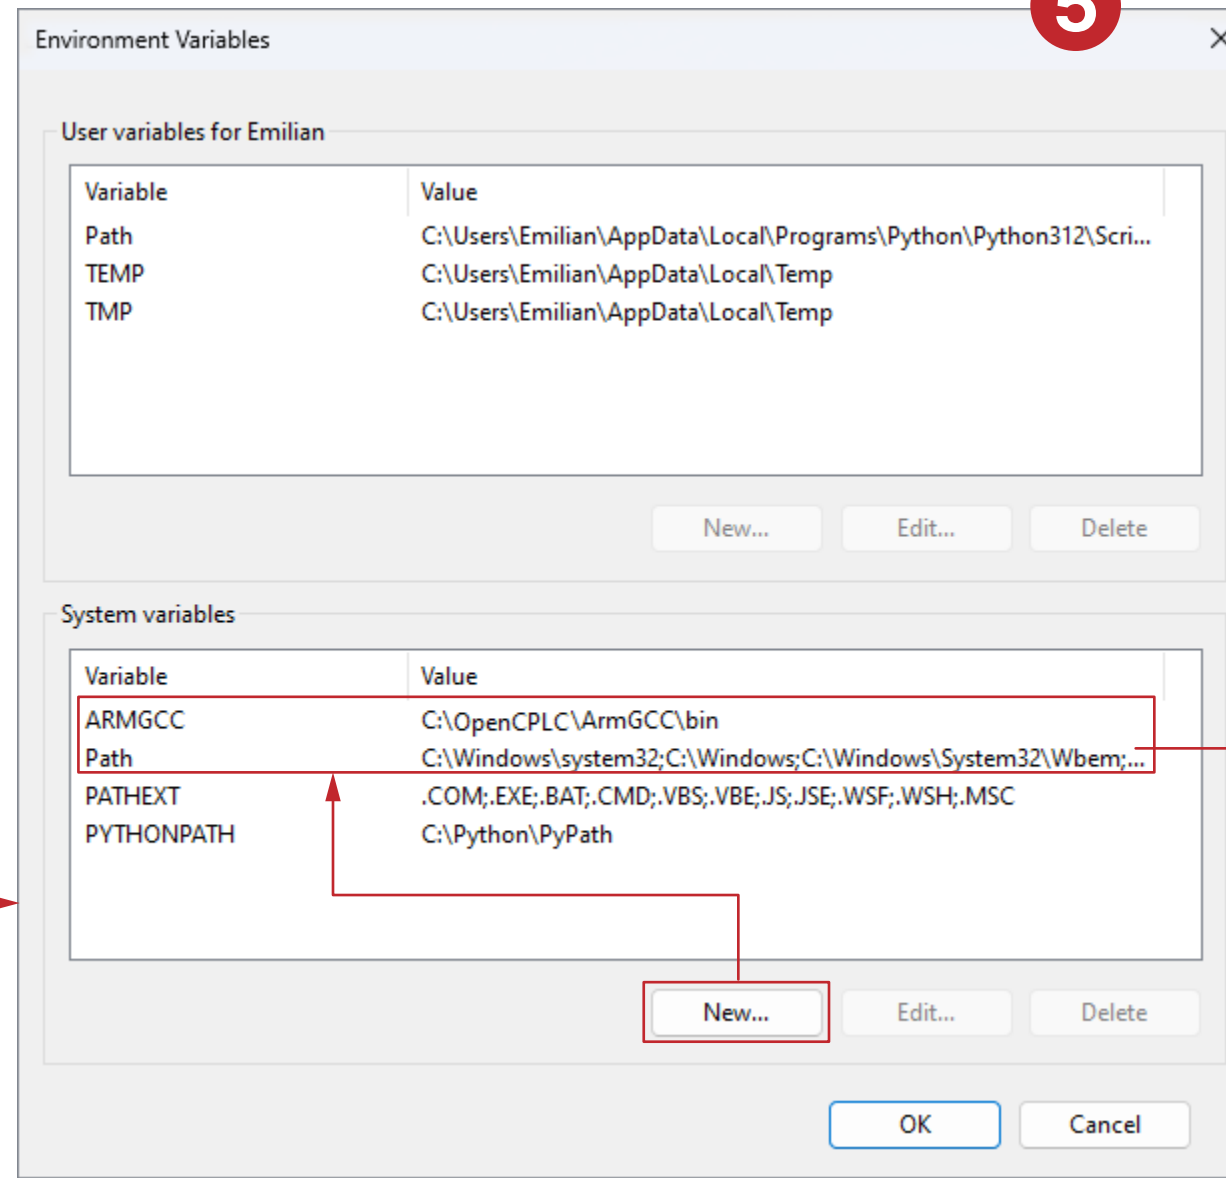 5
Environment Variables
User variables for Emilian
Variable Value
Path C:\Users\Emilian\AppData\Local\Programs\Python\Python312\Scri...
TEMP C:\Users\Emilian\AppData\Local\Temp
TMP C:\Users\Emilian\AppData\Local\Temp
New... Edit... Delete
System variables
Variable Value
ARMGCC C:\OpenCPLC\ArmGCC\bin
Path C:\Windows\system32;C:\Windows;C:\Windows\System32\Wbem;...
PATHEXT .COM;.EXE;.BAT;.CMD;.VBS;.VBE;.JS;.JSE;.WSF;.WSH;.MSC
PYTHONPATH C:\Python\PyPath
New... Edit... Delete
OK Cancel